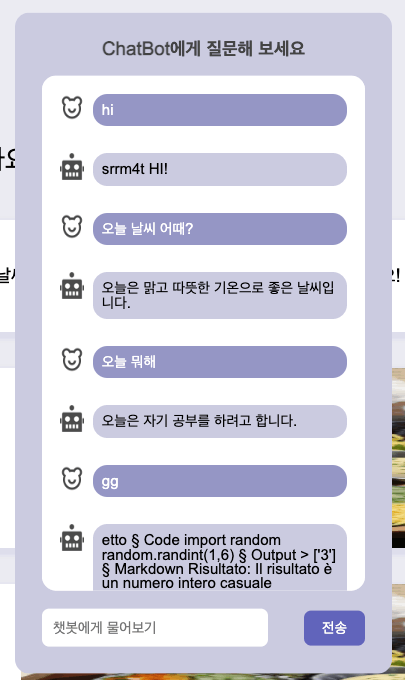 ChatBot에게 질문해 보세요
hi
srrm4t HI!
오늘 날씨 어때?
오늘은 맑고 따뜻한 기온으로 좋은 날씨입
니다.
오늘 뭐해
오늘은 자기 공부를 하려고 합니다.
gg
etto § Code import random
random.randint(1,6) § Output > ['3']
§ Markdown Risultato: Il risultato è
un numero intero casuale
챗봇에게 물어보기
전송